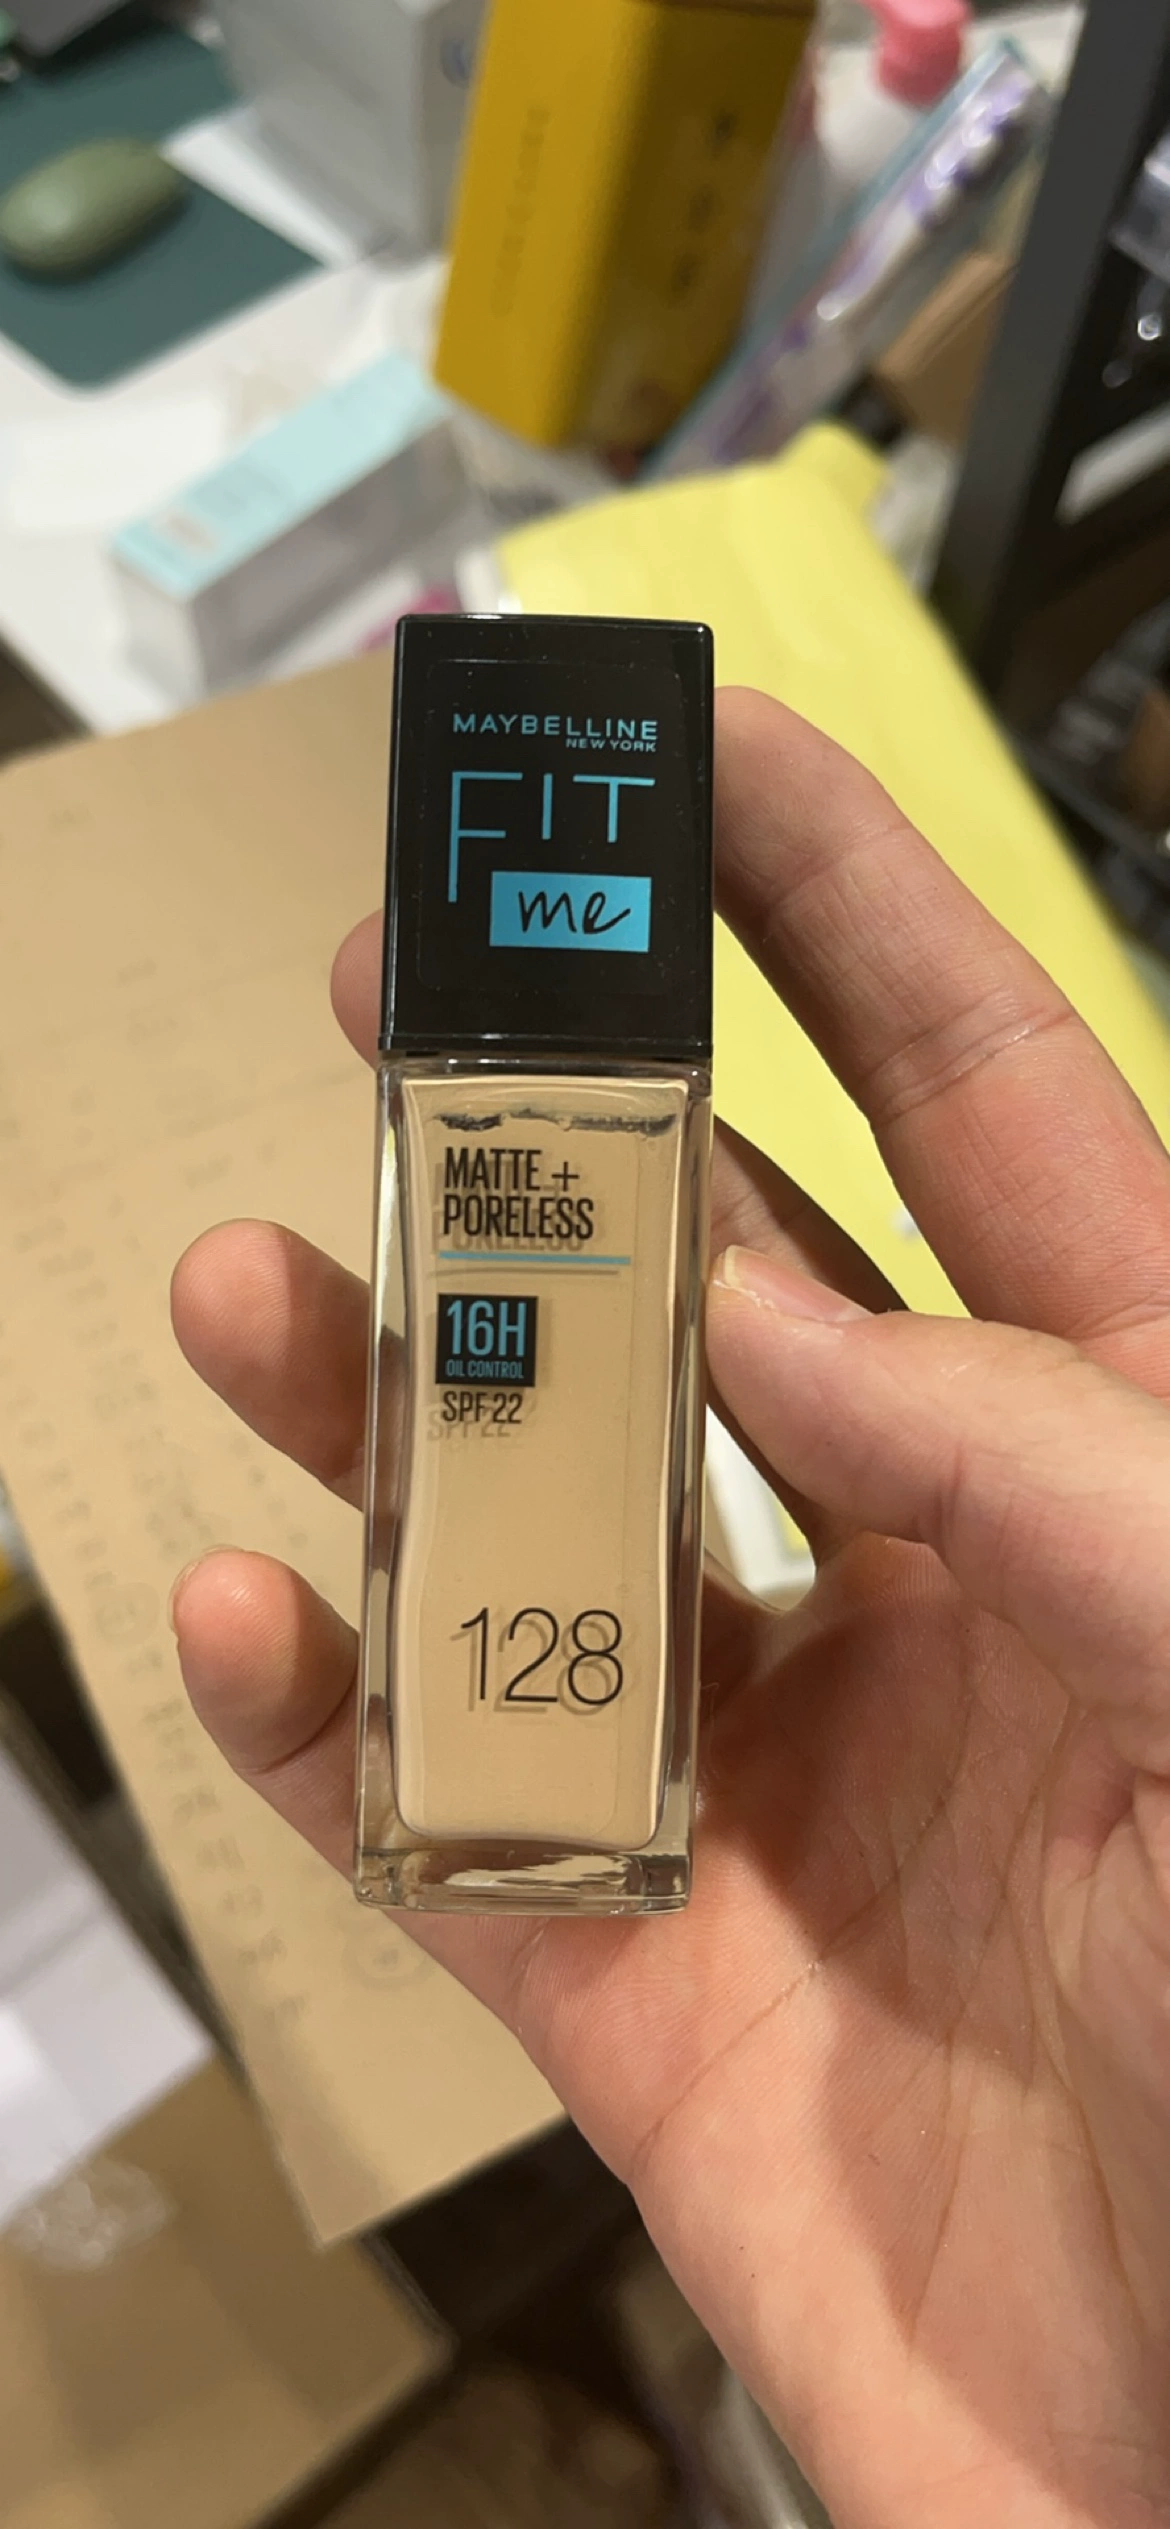 MAYBELLINE
NEW YORK
FIT
me
MATTE +
PORELESS
16H
OIL CONTROL
SPF 22
128